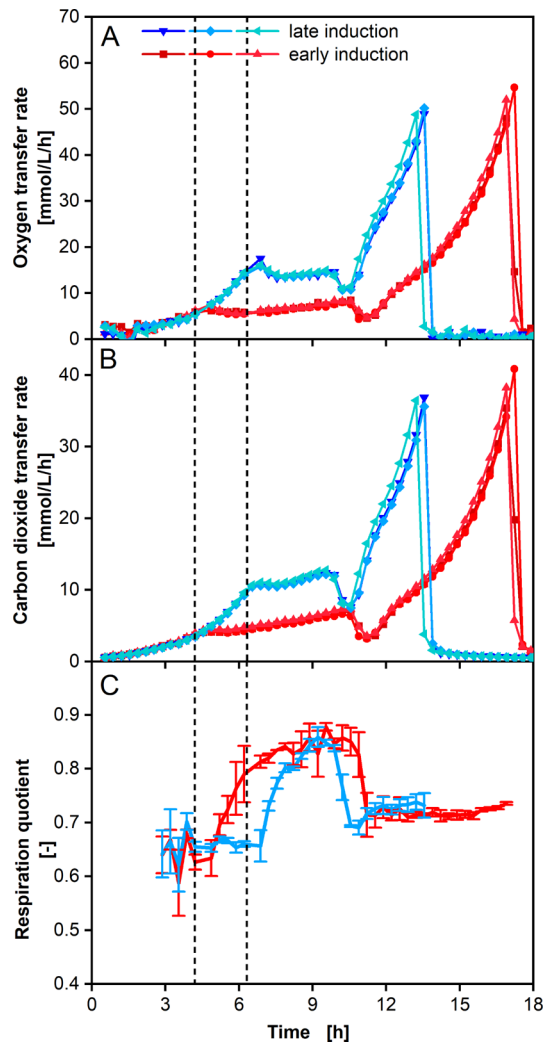 A
late induction
early induction
70
60
50
40
30
20
10
0
Oxygen transfer rate
[mmol/L/h]
B
40
30
20
10
0
Carbon dioxide transfer rate
[mmol/L/h]
C
0.9
0.8
0.7
0.6
0.5
0.4
Respiration quotient
[-]
0 3 6 9 12 15 18
Time [h]